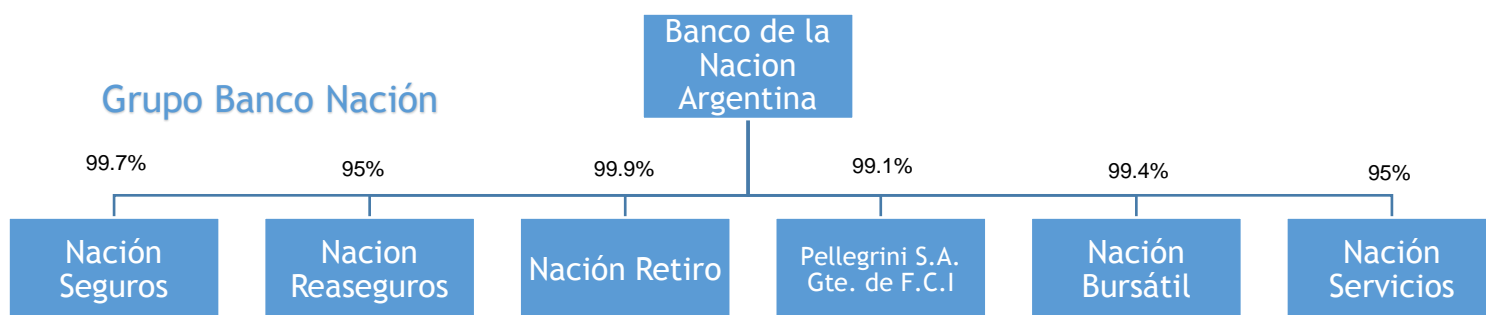 Banco de la
Nacion
Argentina
Grupo Banco Nación
99.7%
95%
99.9%
99.1%
99.4%
95%
Nación
Seguros
Nacion
Reaseguros
Nación Retiro
Pellegrini S.A.
Gte. de F.C.I
Nación
Bursátil
Nación
Servicios